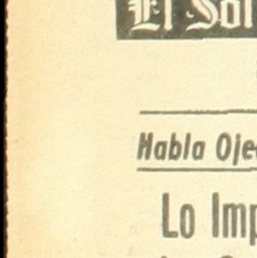 El Sol
Habla Oje
Lo Imp